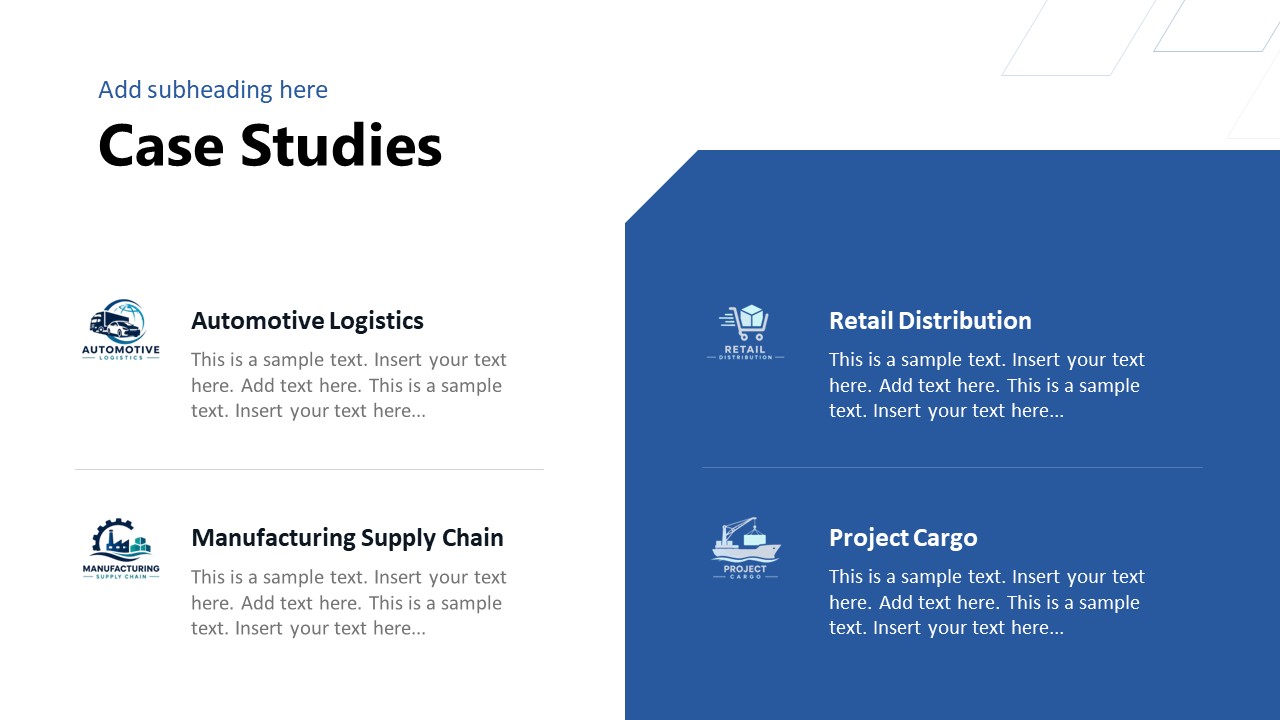 Add subheading here
Case Studies
AUTOMOTIVE
LOGISTICS
Automotive Logistics
This is a sample text. Insert your text
here. Add text here. This is a sample
text. Insert your text here...
MANUFACTURING
SUPPLY CHAIN
Manufacturing Supply Chain
This is a sample text. Insert your text
here. Add text here. This is a sample
text. Insert your text here...
RETAIL
DISTRIBUTION
Retail Distribution
This is a sample text. Insert your text
here. Add text here. This is a sample
text. Insert your text here...
PROJECT
CARGO
Project Cargo
This is a sample text. Insert your text
here. Add text here. This is a sample
text. Insert your text here...